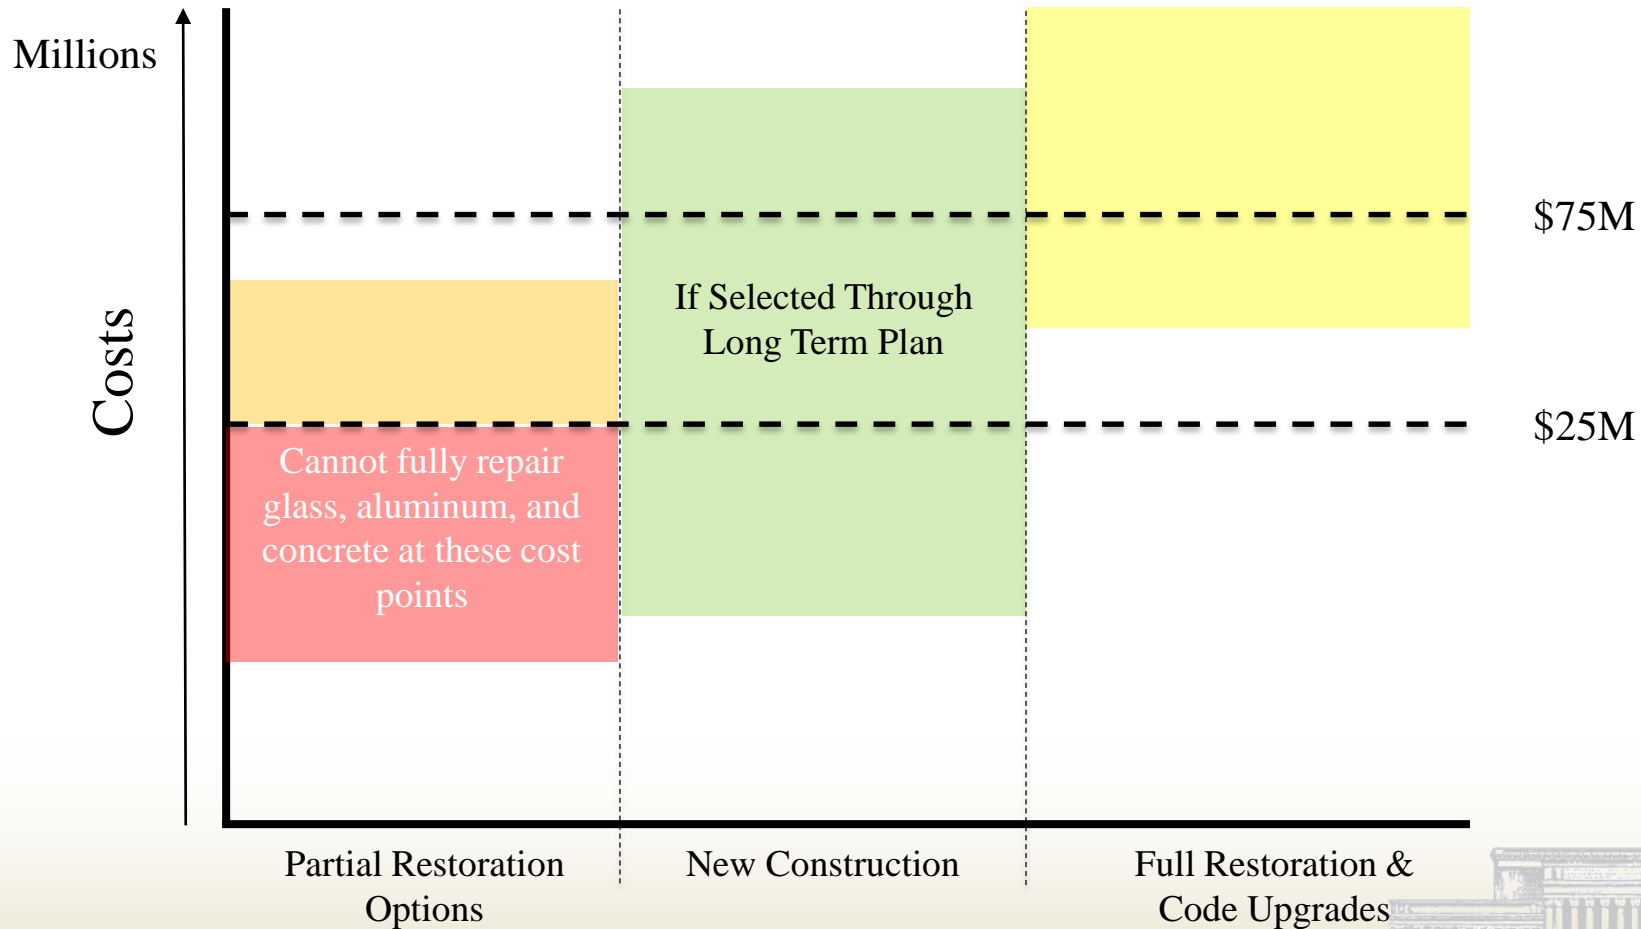 Millions
Costs
$75M
If Selected Through
Long Term Plan
$25M
Cannot fully repair
glass, aluminum, and
concrete at these cost
points
Partial Restoration
Options
New Construction
Full Restoration &
Code Upgrades